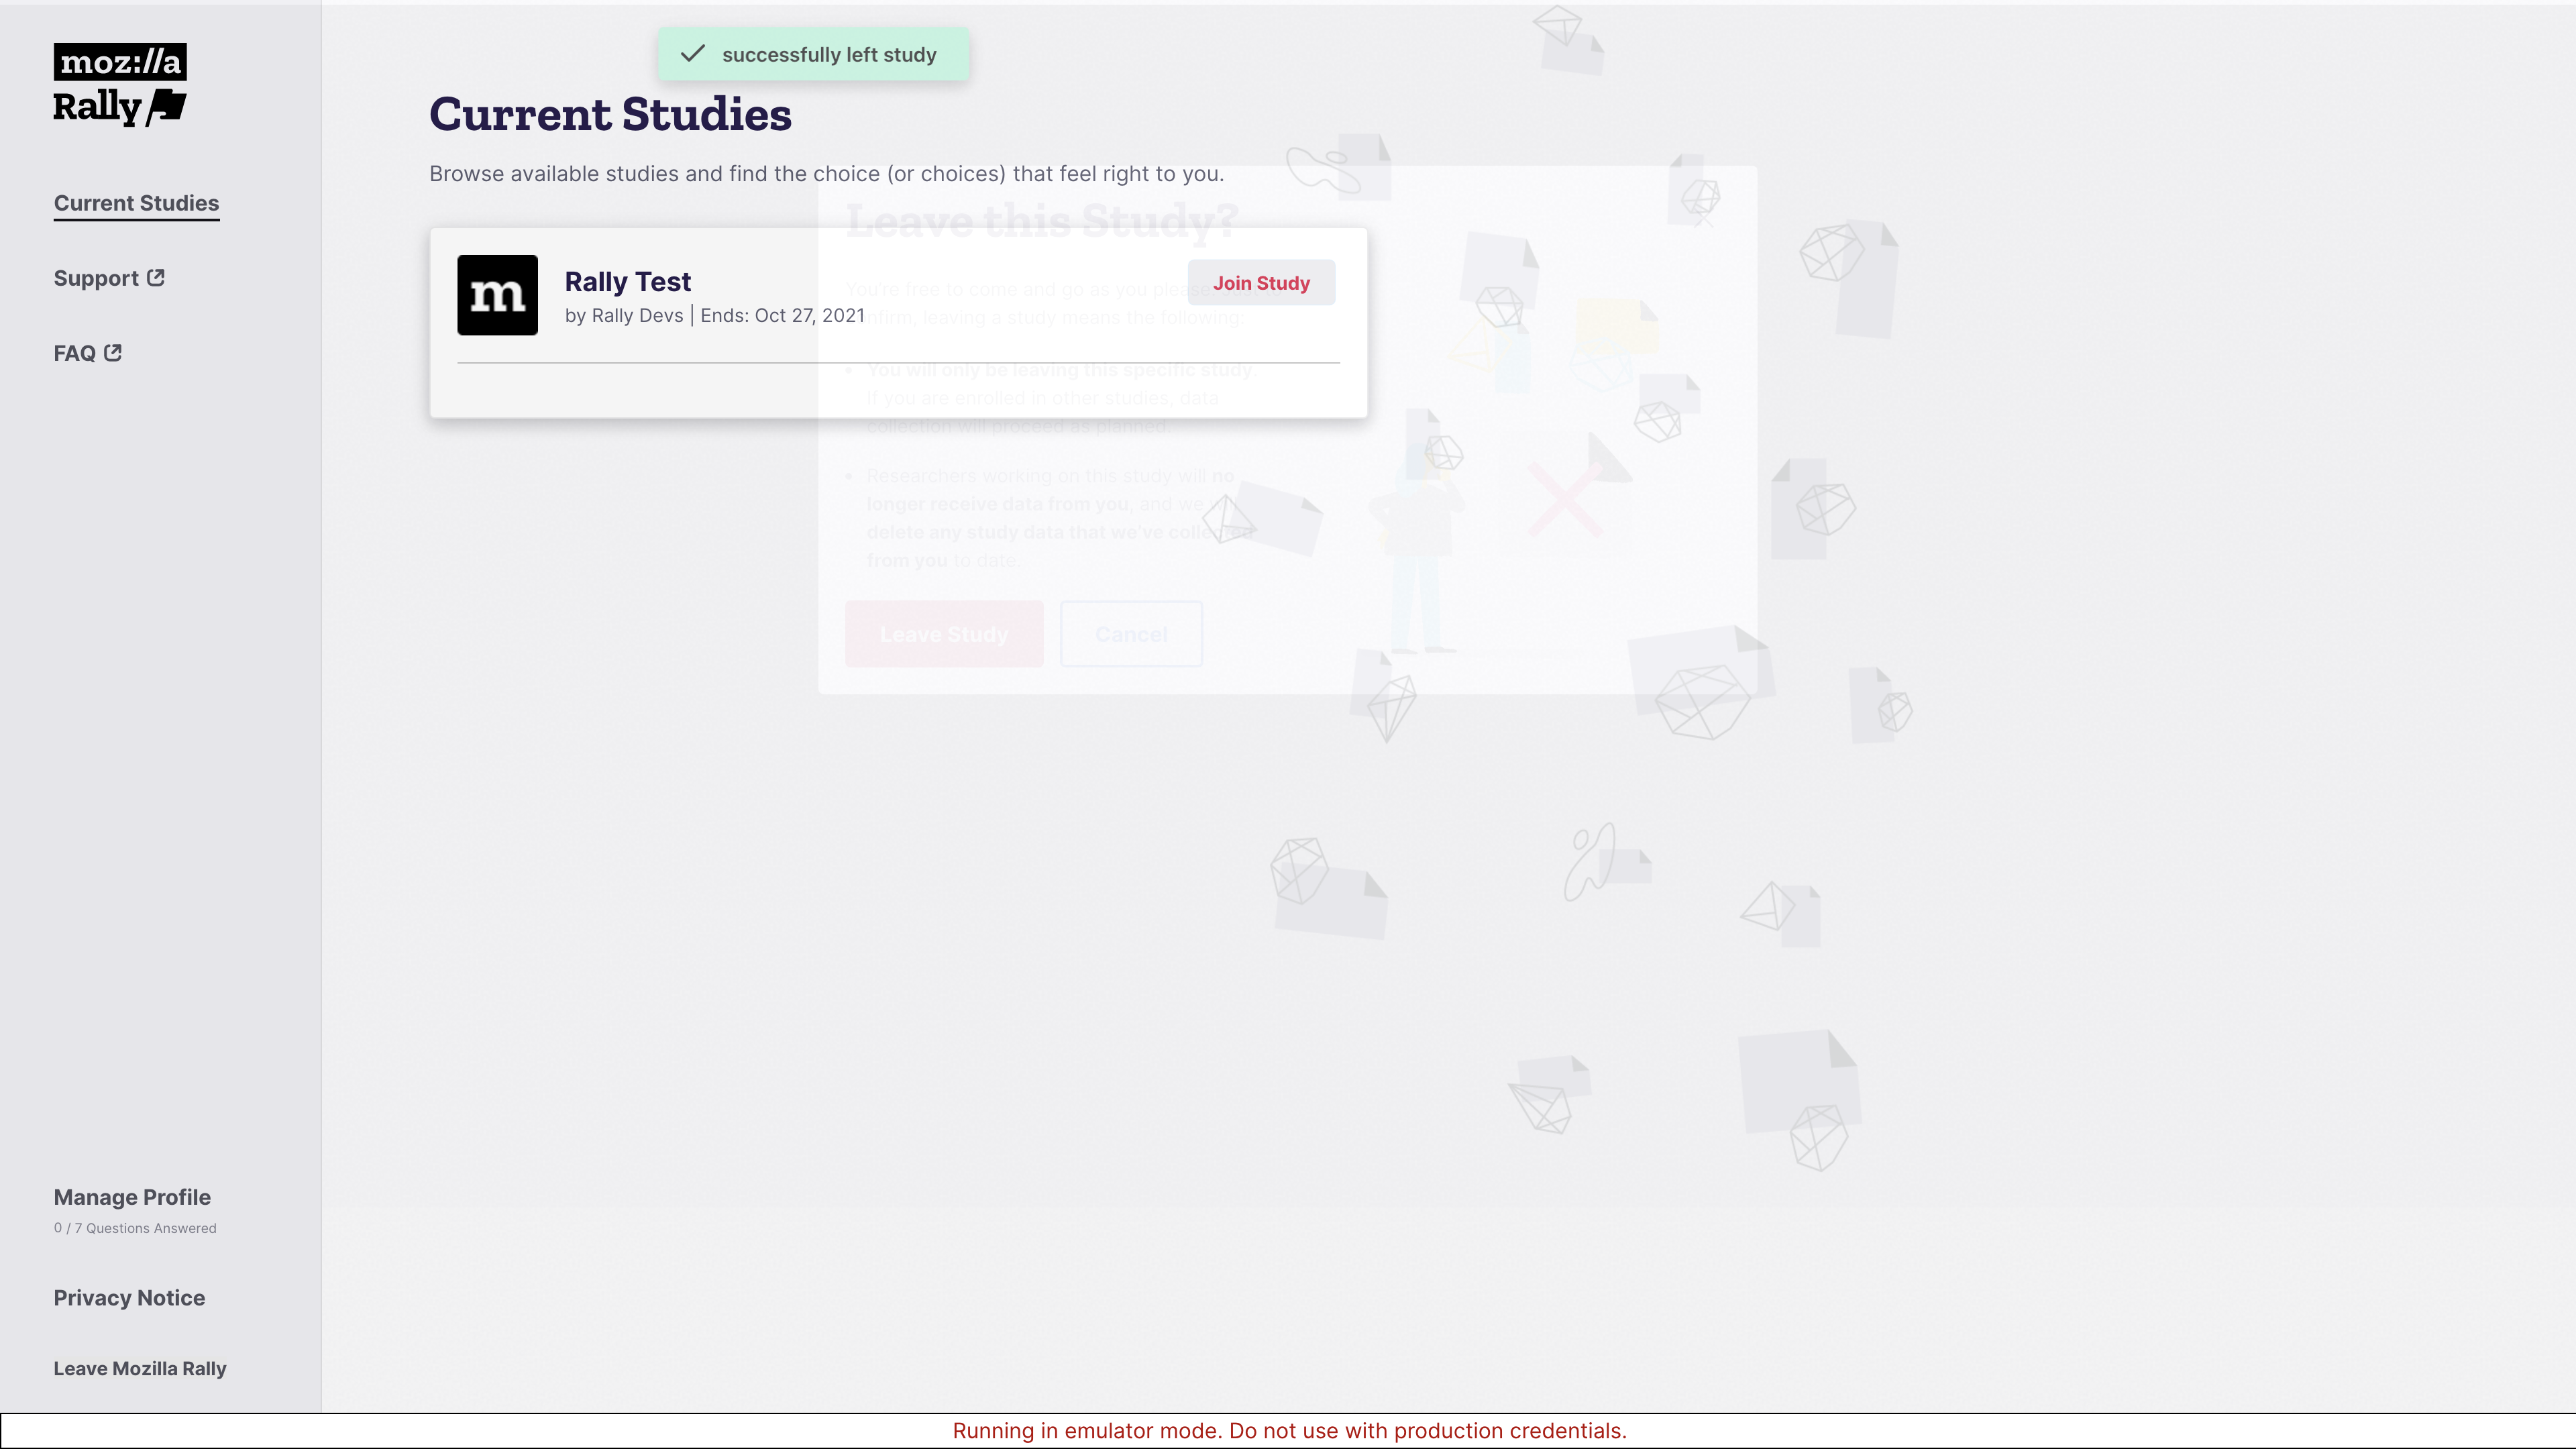 moz://a
Rally
Current Studies
Support
FAQ
Manage Profile
0 / 7 Questions Answered
Privacy Notice
Leave Mozilla Rally
successfully left study
Current Studies
Browse available studies and find the choice (or choices) that feel right to you.
m
Rally Test
by Rally Devs | Ends: Oct 27, 2021
Join Study
Leave this Study?
You're free to come and go as you please.
leaving a study means the following
• You will only be leaving this specific study
If you are enrolled in other studies, data
collection will proceed as planned.
• Researchers working on this study will no
longer receive data from you, and we
delete any study data that we've collected
from you to date.
Leave Study
Cancel
Running in emulator mode. Do not use with production credentials.